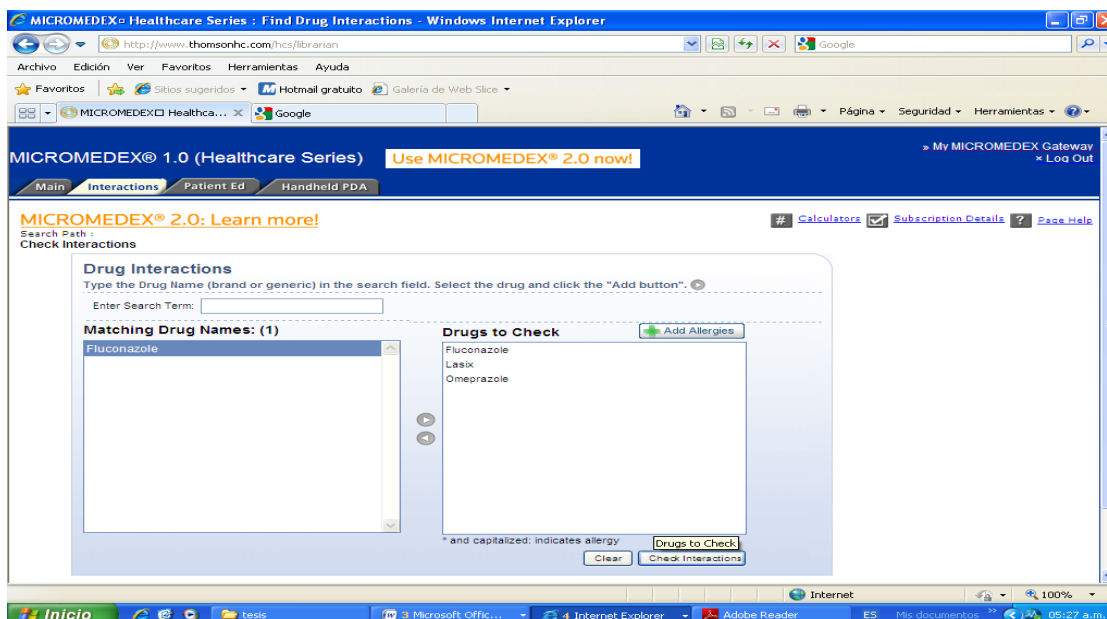 MICROMEDEX® Healthcare Series : Find Drug Interactions - Windows Internet Explorer
http://www.thomsonhc.com/hcs/librarian
Google
Archivo Edición Ver Favoritos Herramientas Ayuda
Favoritos Sitios sugeridos Hotmail gratuito Galería de Web Slice
MICROMEDEX□ Healthca... X Google Página Seguridad Herramientas
» My MICROMEDEX Gateway
MICROMEDEX® 1.0 (Healthcare Series) Use MICROMEDEX® 2.0 now!
× Log Out
Main Interactions Patient Ed Handheld PDA
MICROMEDEX® 2.0: Learn more! # Calculators Subscription Details ? Page Help
Search Path :
Check Interactions
Drug Interactions
Type the Drug Name (brand or generic) in the search field. Select the drug and click the "Add button".
Enter Search Term:
Matching Drug Names: (1) Drugs to Check Add Allergies
Fluconazole Fluconazole
Lasix
Omeprazole
* and capitalized: indicates allergy Drugs to Check
Clear Check Interactions
Internet 100%
Inicio tesis 3 Microsoft Offic... 4 Internet Explorer Adobe Reader ES Mis documentos » 05:27 a.m.